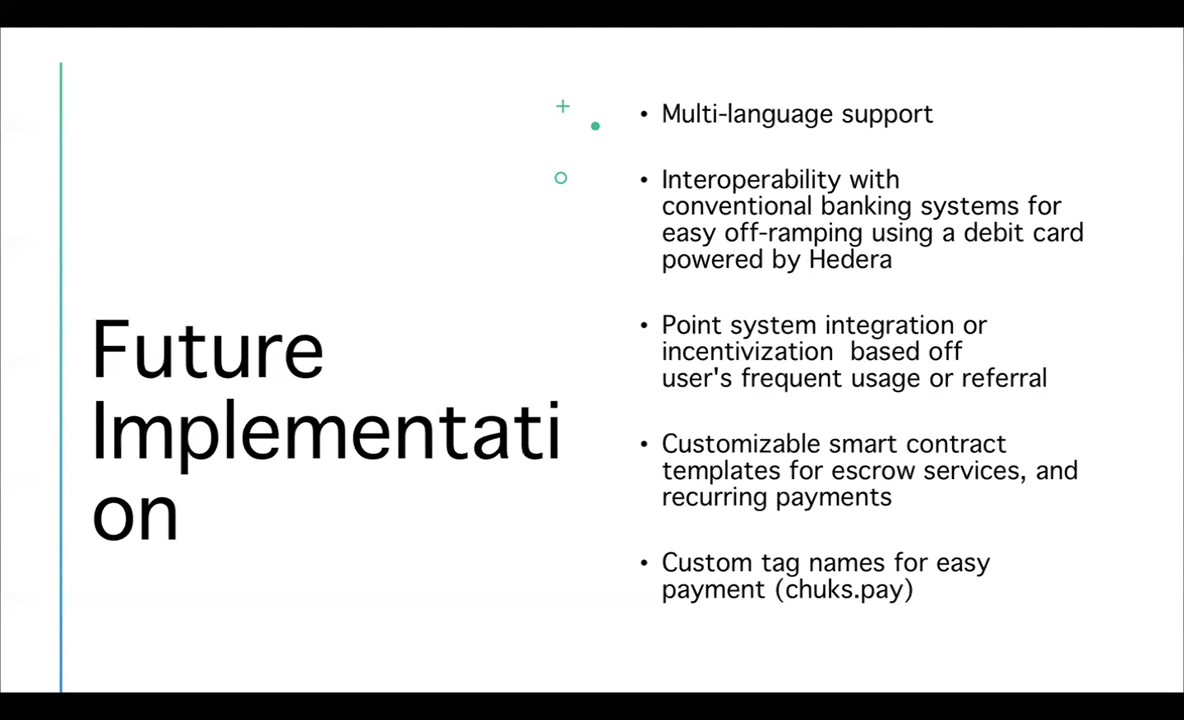 Future
Implementati
on
• Multi-language support
• Interoperability with
conventional banking systems for
easy off-ramping using a debit card
powered by Hedera
• Point system integration or
incentivization  based off
user's frequent usage or referral
• Customizable smart contract
templates for escrow services, and
recurring payments
• Custom tag names for easy
payment (chuks.pay)